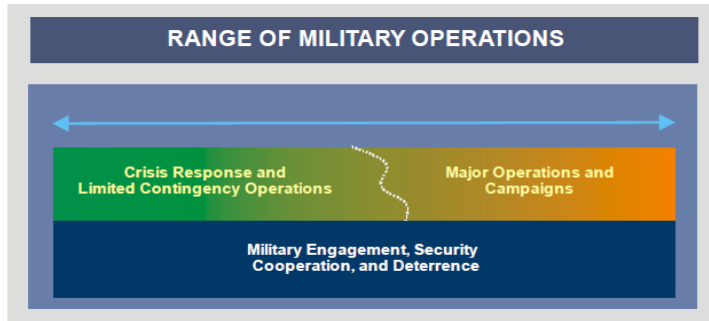 RANGE OF MILITARY OPERATIONS
Crisis Response and
Limited Contingency Operations
Major Operations and
Campaigns
Military Engagement, Security
Cooperation, and Deterrence